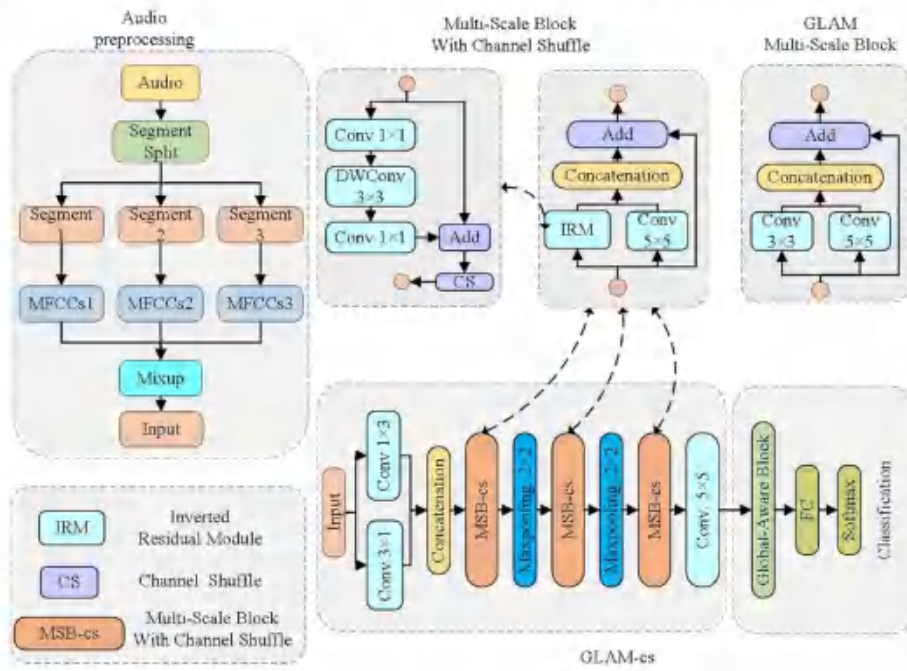 Audio
preprocessing
Audio
Segment
Split
Segment
1
Segment
2
Segment
3
MFCCs1
MFCCs2
MFCCs3
Mixup
Input
Multi-Scale Block
With Channel Shuffle
Conv 1×1
DWConv
3×3
Conv 1×1
Add
CS
Add
Concatenation
IRM
Conv
5×5
GLAM
Multi-Scale Block
Add
Concatenation
Conv
3×3
Conv
5×5
IRM
Inverted
Residual Module
CS
Channel Shuffle
MSB-cs
Multi-Scale Block
With Channel Shuffle
Input
Conv 1×3
Conv 3×1
Concatenation
MSB-cs
Maxpooling 2×2
MSB-cs
Maxpooling 2×2
MSB-cs
Conv. 5×5
GLAM-cs
Global-Aware Block
FC
Softmax
Classification